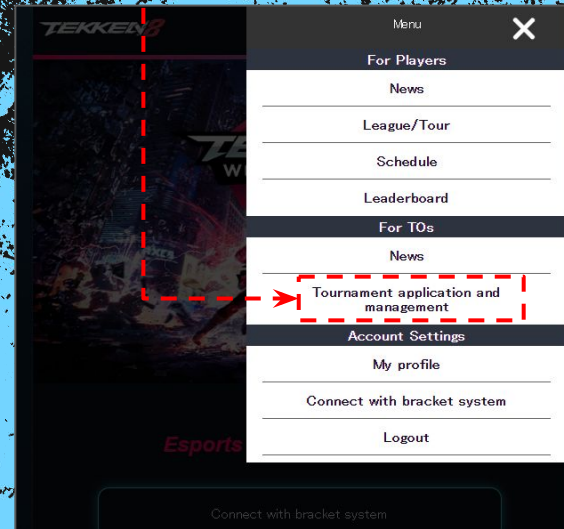 TEKKEN8
Menu
For Players
News
League/Tour
Schedule
Leaderboard
For TOs
News
Tournament application and
management
Account Settings
My profile
Connect with bracket system
Logout
Esports
Connect with bracket system